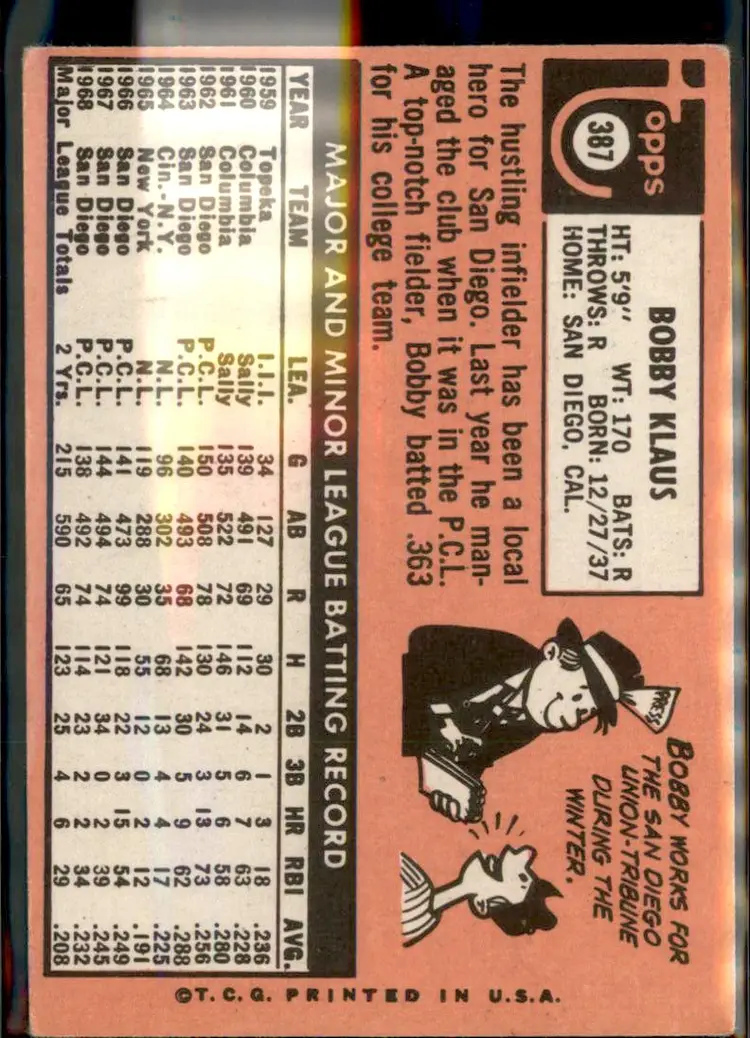 Topps
387
BOBBY KLAUS
HT: 5'9" WT: 170 BATS: R
THROWS: R BORN: 12/27/37
HOME: SAN DIEGO, CAL.
The hustling infielder has been a local
hero for San Diego. Last year he man-
aged the club when it was in the P.C.L.
A top-notch fielder, Bobby batted .363
for his college team.
PRESS
BOBBY WORKS FOR
THE SAN DIEGO
UNION-TRIBUNE
DURING THE
WINTER.
MAJOR AND MINOR LEAGUE BATTING RECORD
YEAR TEAM LEA. G AB R H 2B 3B HR RBI AVG.
1959 Topeka I.I.I. 34 127 29 30 2 1 3 18 .236
1960 Columbia Sally 139 491 69 112 14 6 7 63 .228
1961 Columbia Sally 135 522 72 146 31 5 6 58 .280
1962 San Diego P.C.L. 150 508 78 130 24 3 13 73 .256
1963 San Diego P.C.L. 140 493 68 142 30 5 9 62 .288
1964 Cin.-N.Y. N.L. 96 302 35 68 13 4 4 17 .225
1965 New York N.L. 119 288 30 55 12 0 2 12 .191
1966 San Diego P.C.L. 141 473 99 118 22 3 15 54 .249
1967 San Diego P.C.L. 144 494 74 121 34 0 2 39 .245
1968 San Diego P.C.L. 138 492 74 114 23 2 2 34 .232
Major League Totals 2 Yrs. 215 590 65 123 25 4 6 29 .208
©T.C.G. PRINTED IN U.S.A.